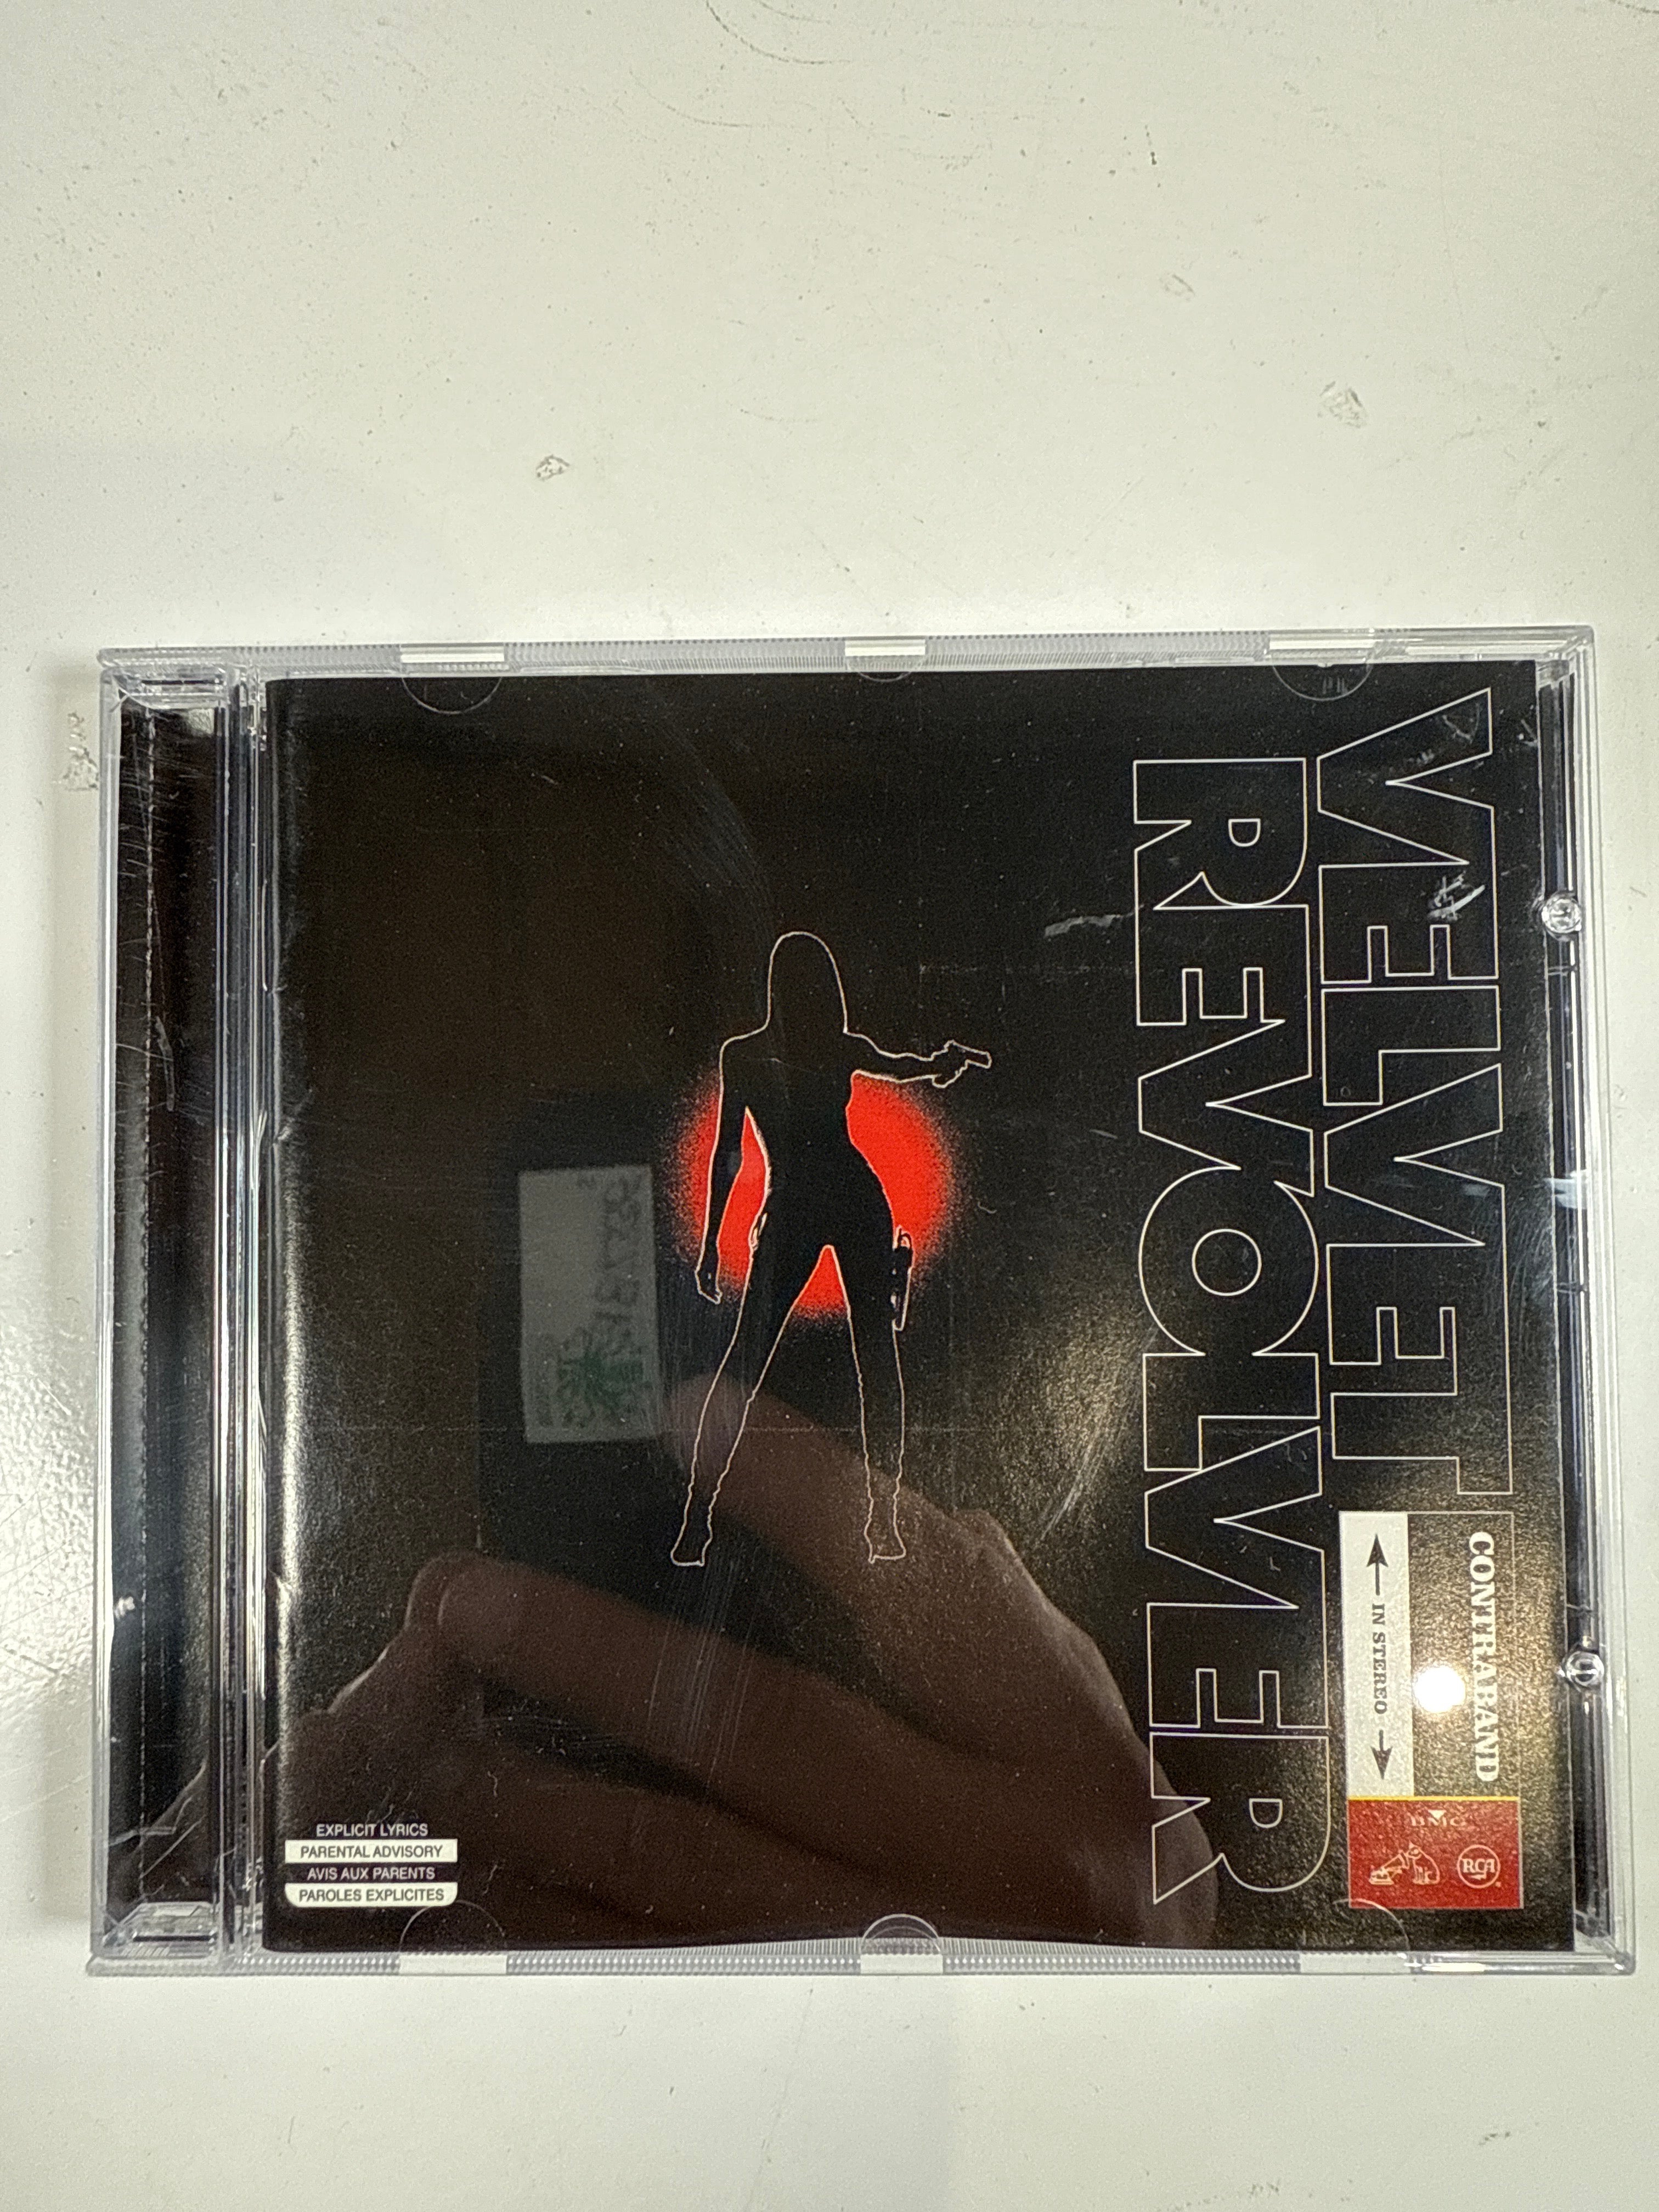 VELVET
REVOLVER
CONTRABAND
IN STEREO
BMG
RCA
EXPLICIT LYRICS
PARENTAL ADVISORY
AVIS AUX PARENTS
PAROLES EXPLICITES